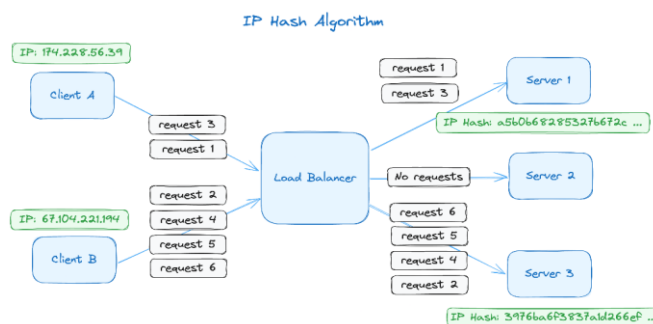 IP Hash Algorithm
IP: 174.228.56.39
Client A
request 3
request 1
request 2
request 4
request 5
request 6
IP: 67.104.221.194
Client B
Load Balancer
request 1
request 3
Server 1
IP Hash: a5b0b68285327b672c ...
No requests
Server 2
request 6
request 5
request 4
request 2
Server 3
IP Hash: 3976ba6f3837a1d266ef ...